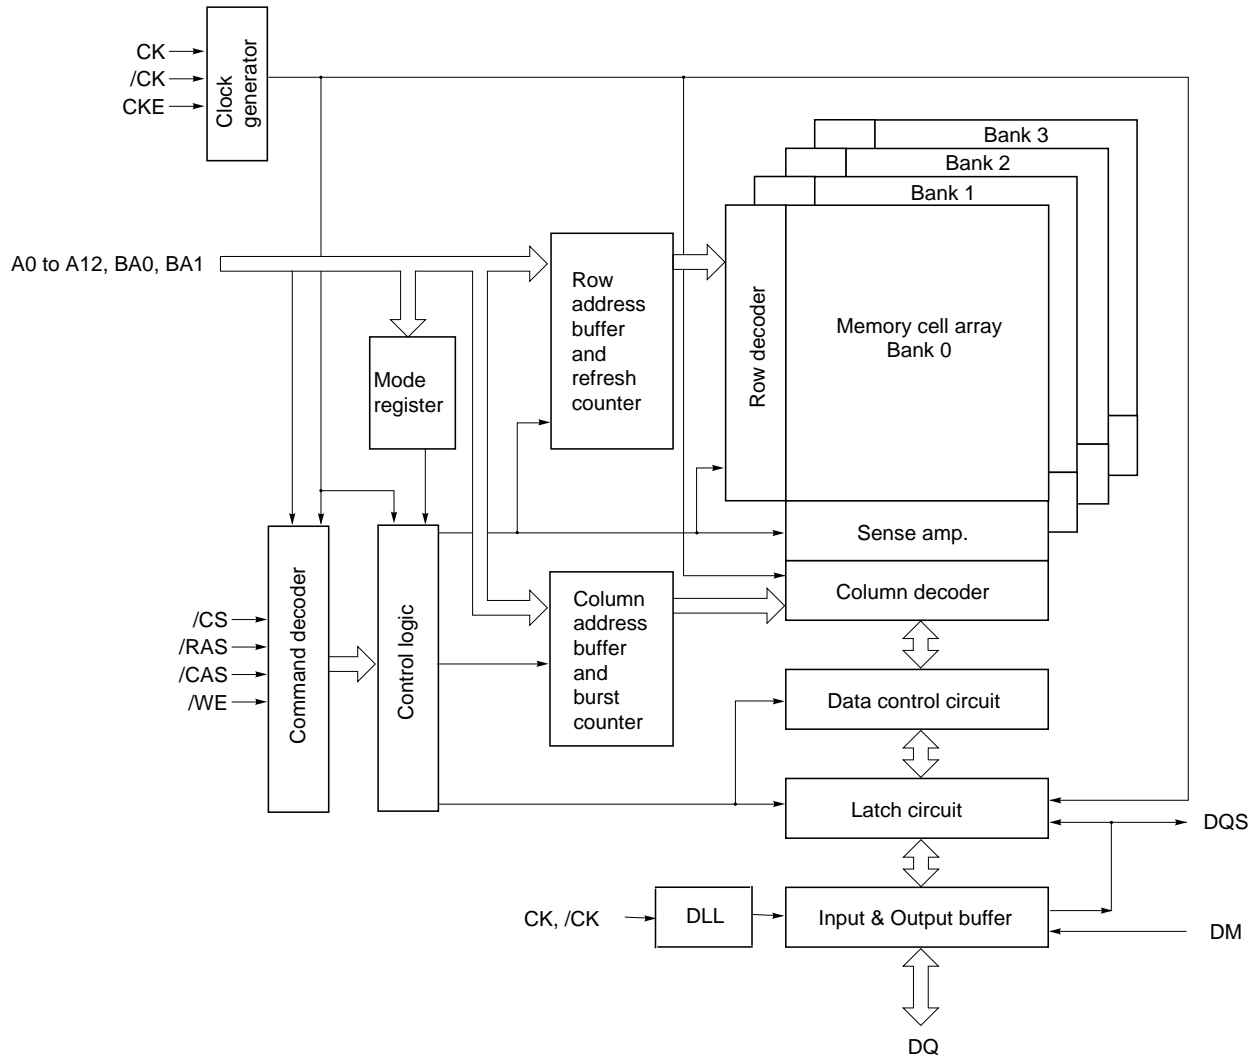 CK
/CK
CKE
Clock
generator
Bank 3
Bank 2
Bank 1
A0 to A12, BA0, BA1
Row
address
buffer
and
refresh
counter
Row decoder
Memory cell array
Bank 0
Mode
register
Sense amp.
Column decoder
Command decoder
Control logic
/CS
/RAS
/CAS
/WE
Column
address
buffer
and
burst
counter
Data control circuit
Latch circuit
DQS
CK, /CK
DLL
Input & Output buffer
DM
DQ